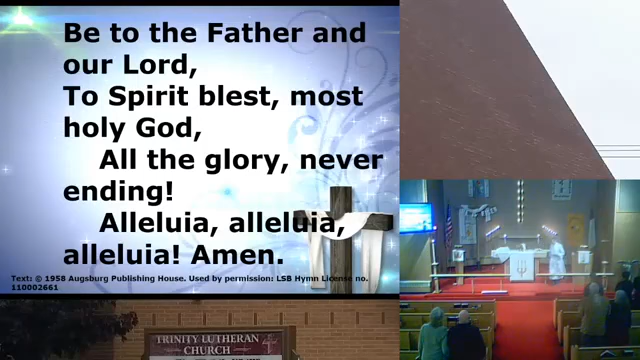 Be to the Father and
our Lord,
To Spirit blest, most
holy God,
All the glory, never
ending!
Alleluia, alleluia,
alleluia! Amen.
Text: © 1958 Augsburg Publishing House. Used by permission: LSB Hymn License no.
110002661
TRINITY LUTHERAN
CHURCH